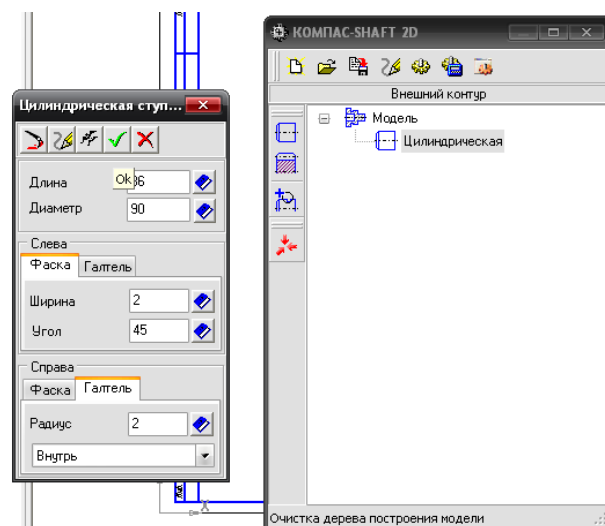 КОМПАС-SHAFT 2D
Внешний контур
Модель
Цилиндрическая
Цилиндрическая ступ...
Ok
Длина
Диаметр 90
Слева
Фаска Галтель
Ширина 2
Угол 45
Справа
Фаска Галтель
Радиус 2
Внутрь
X
Очистка дерева построения модели